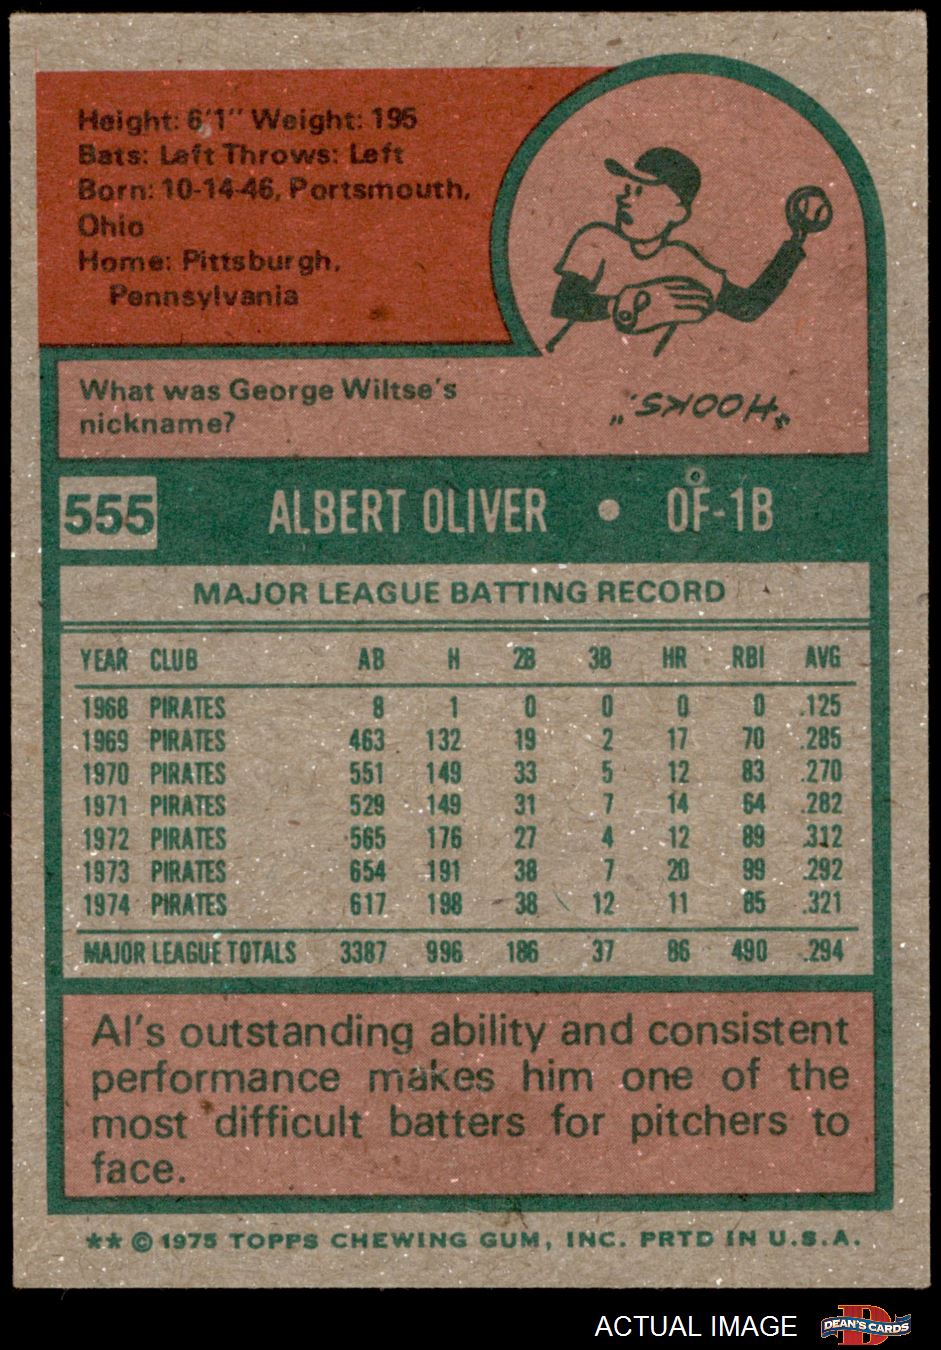 Height: 6'1" Weight: 195
Bats: Left Throws: Left
Born: 10-14-46, Portsmouth,
Ohio
Home: Pittsburgh,
Pennsylvania
What was George Wiltse's
nickname?
"HOOKS."
555 ALBERT OLIVER • OF-1B
MAJOR LEAGUE BATTING RECORD
YEAR CLUB AB H 2B 3B HR RBI AVG
1968 PIRATES 8 1 0 0 0 0 .125
1969 PIRATES 463 132 19 2 17 70 .285
1970 PIRATES 551 149 33 5 12 83 .270
1971 PIRATES 529 149 31 7 14 64 .282
1972 PIRATES 565 176 27 4 12 89 .312
1973 PIRATES 654 191 38 7 20 99 .292
1974 PIRATES 617 198 38 12 11 85 .321
MAJOR LEAGUE TOTALS 3387 996 186 37 86 490 .294
Al's outstanding ability and consistent
performance makes him one of the
most difficult batters for pitchers to
face.
** © 1975 TOPPS CHEWING GUM, INC. PRTD IN U.S.A.
ACTUAL IMAGE
D DEAN'S CARDS